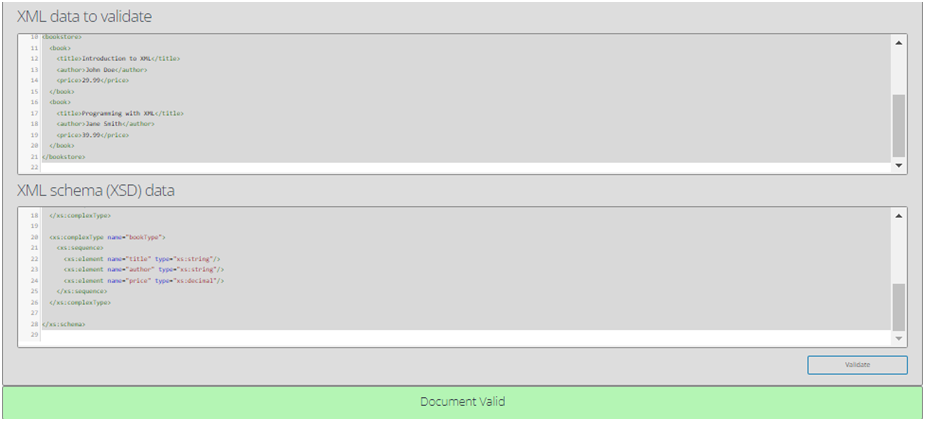 XML data to validate
10 <bookstore>
11 <book>
12 <title>Introduction to XML</title>
13 <author>John Doe</author>
14 <price>29.99</price>
15 </book>
16 <book>
17 <title>Programming with XML</title>
18 <author>Jane Smith</author>
19 <price>39.99</price>
20 </book>
21 </bookstore>
22
XML schema (XSD) data
18 </xs:complexType>
19
20 <xs:complexType name="bookType">
21 <xs:sequence>
22 <xs:element name="title" type="xs:string"/>
23 <xs:element name="author" type="xs:string"/>
24 <xs:element name="price" type="xs:decimal"/>
25 </xs:sequence>
26 </xs:complexType>
27
28 </xs:schema>
29
Validate
Document Valid